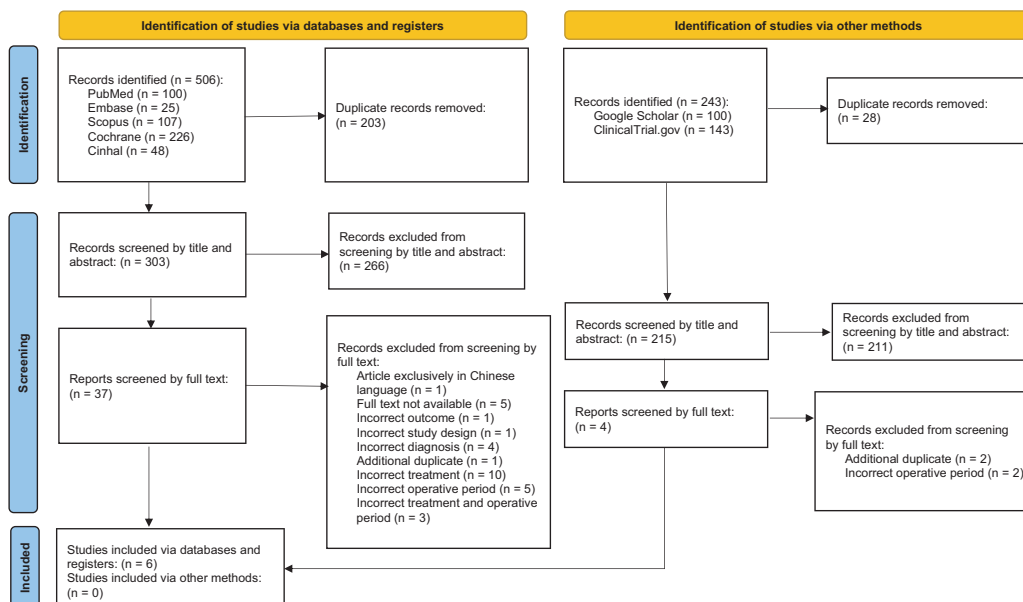 Identification of studies via databases and registers
Identification of studies via other methods
Identification
Records identified (n = 506):
PubMed (n = 100)
Embase (n = 25)
Scopus (n = 107)
Cochrane (n = 226)
Cinhal (n = 48)
Duplicate records removed:
(n = 203)
Records identified (n = 243):
Google Scholar (n = 100)
ClinicalTrial.gov (n = 143)
Duplicate records removed:
(n = 28)
Screening
Records screened by title and
abstract: (n = 303)
Records excluded from
screening by title and abstract:
(n = 266)
Reports screened by full text:
(n = 37)
Records excluded from screening by
full text:
Article exclusively in Chinese
language (n = 1)
Full text not available (n = 5)
Incorrect outcome (n = 1)
Incorrect study design (n = 1)
Incorrect diagnosis (n = 4)
Additional duplicate (n = 1)
Incorrect treatment (n = 10)
Incorrect operative period (n = 5)
Incorrect treatment and operative
period (n = 3)
Records screened by title and
abstract: (n = 215)
Records excluded from
screening by title and abstract:
(n = 211)
Reports screened by full text:
(n = 4)
Records excluded from screening
by full text:
Additional duplicate (n = 2)
Incorrect operative period (n = 2)
Included
Studies included via databases and
registers: (n = 6)
Studies included via other methods:
(n = 0)